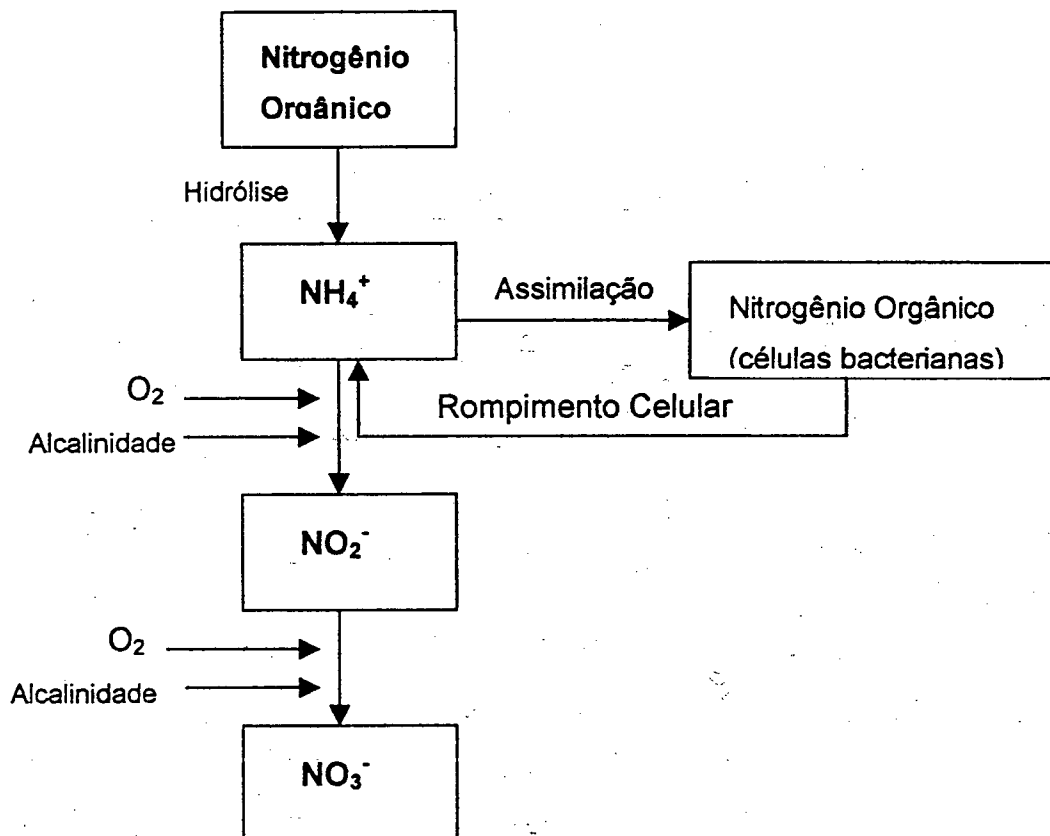 Nitrogênio
Orgânico
Hidrólise
NH₄⁺
Assimilação
Nitrogênio Orgânico
(células bacterianas)
O₂
Rompimento Celular
Alcalinidade
NO₂⁻
O₂
Alcalinidade
NO₃⁻